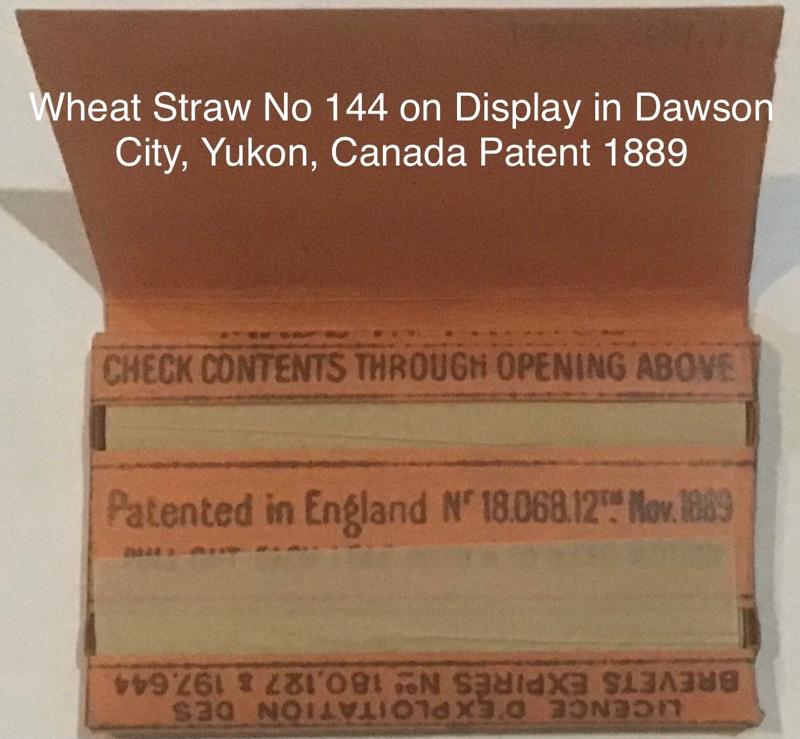 Wheat Straw No 144 on Display in Dawson
City, Yukon, Canada Patent 1889
CHECK CONTENTS THROUGH OPENING ABOVE
Patented in England Nr 18.068.12TH Nov. 1889
LICENCE D'EXPLOITATION DES
BREVETS EXPIRES Nos 180,127 & 197.644